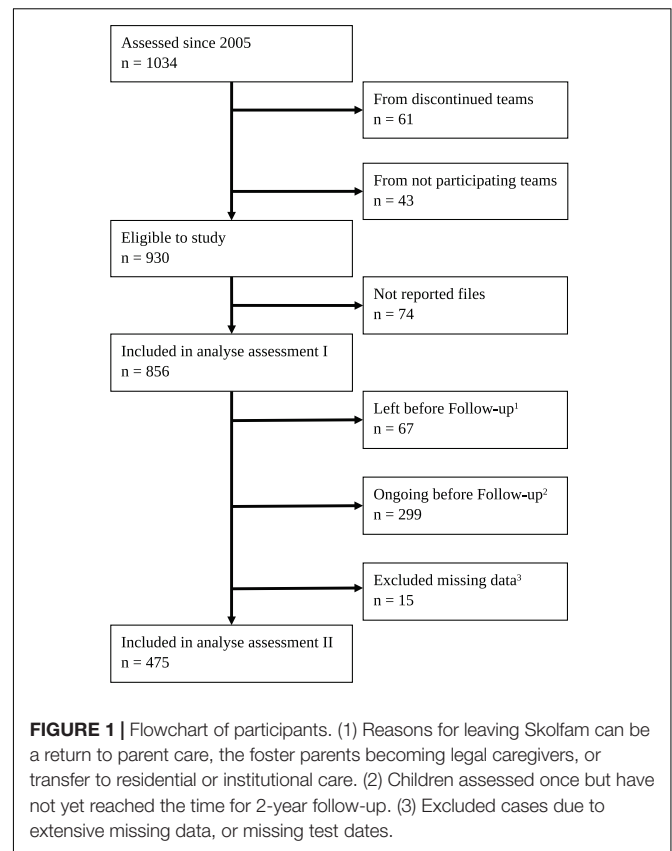 Assessed since 2005
n = 1034
From discontinued teams
n = 61
From not participating teams
n = 43
Eligible to study
n = 930
Not reported files
n = 74
Included in analyse assessment I
n = 856
Left before Follow-up¹
n = 67
Ongoing before Follow-up²
n = 299
Excluded missing data³
n = 15
Included in analyse assessment II
n = 475
FIGURE 1 | Flowchart of participants. (1) Reasons for leaving Skolfam can be
a return to parent care, the foster parents becoming legal caregivers, or
transfer to residential or institutional care. (2) Children assessed once but have
not yet reached the time for 2-year follow-up. (3) Excluded cases due to
extensive missing data, or missing test dates.